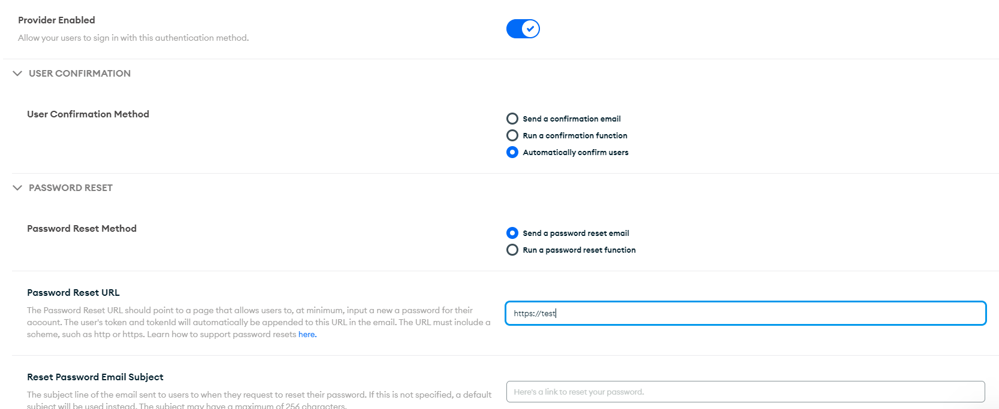 Provider Enabled
Allow your users to sign in with this authentication method.
USER CONFIRMATION
User Confirmation Method
Send a confirmation email
Run a confirmation function
Automatically confirm users
PASSWORD RESET
Password Reset Method
Send a password reset email
Run a password reset function
Password Reset URL
The Password Reset URL should point to a page that allows users to, at minimum, input a new a password for their
account. The user's token and tokenId will automatically be appended to this URL in the email. The URL must include a
scheme, such as http or https. Learn how to support password resets here.
https://test
Reset Password Email Subject
The subject line of the email sent to users to when they request to reset their password. If this is not specified, a default
subject will be used instead. The subject may have a maximum of 256 characters.
Here's a link to reset your password.